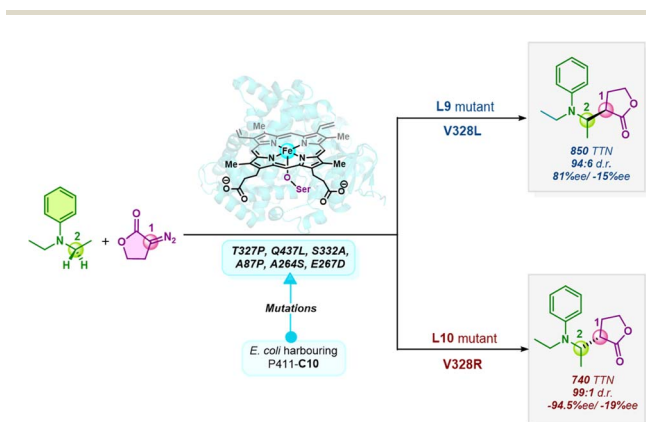 N
2
H H
+
O
O
1
N₂
Me
Me
Me
Me
N
N
N
N
Fe
O
Ser
⊖O
O
O⊖
O
T327P, Q437L, S332A,
A87P, A264S, E267D
Mutations
E. coli harbouring
P411-C10
L9 mutant
V328L
L10 mutant
V328R
N
2
1
O
O
850 TTN
94:6 d.r.
81%ee/ -15%ee
N
2
1
O
O
740 TTN
99:1 d.r.
-94.5%ee/ -19%ee